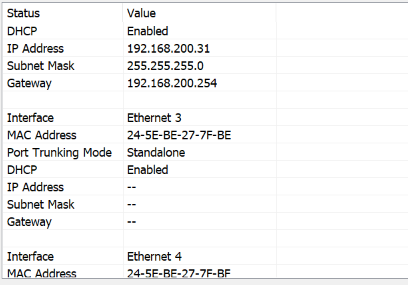 Status Value
DHCP Enabled
IP Address 192.168.200.31
Subnet Mask 255.255.255.0
Gateway 192.168.200.254
Interface Ethernet 3
MAC Address 24-5E-BE-27-7F-BE
Port Trunking Mode Standalone
DHCP Enabled
IP Address --
Subnet Mask --
Gateway --
Interface Ethernet 4
MAC Address 24-5E-BE-27-7F-BF